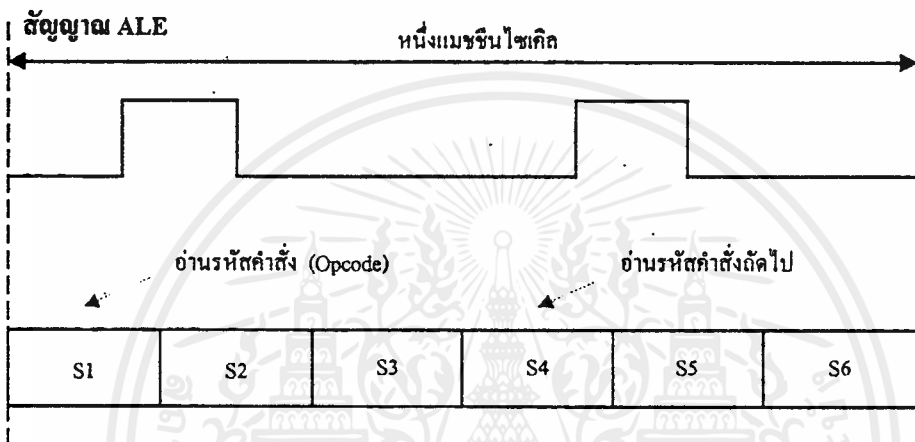 สัญญาณ ALE
หนึ่งแมชชีนไซเคิล
อ่านรหัสคำสั่ง (Opcode)
อ่านรหัสคำสั่งถัดไป
S1 S2 S3 S4 S5 S6